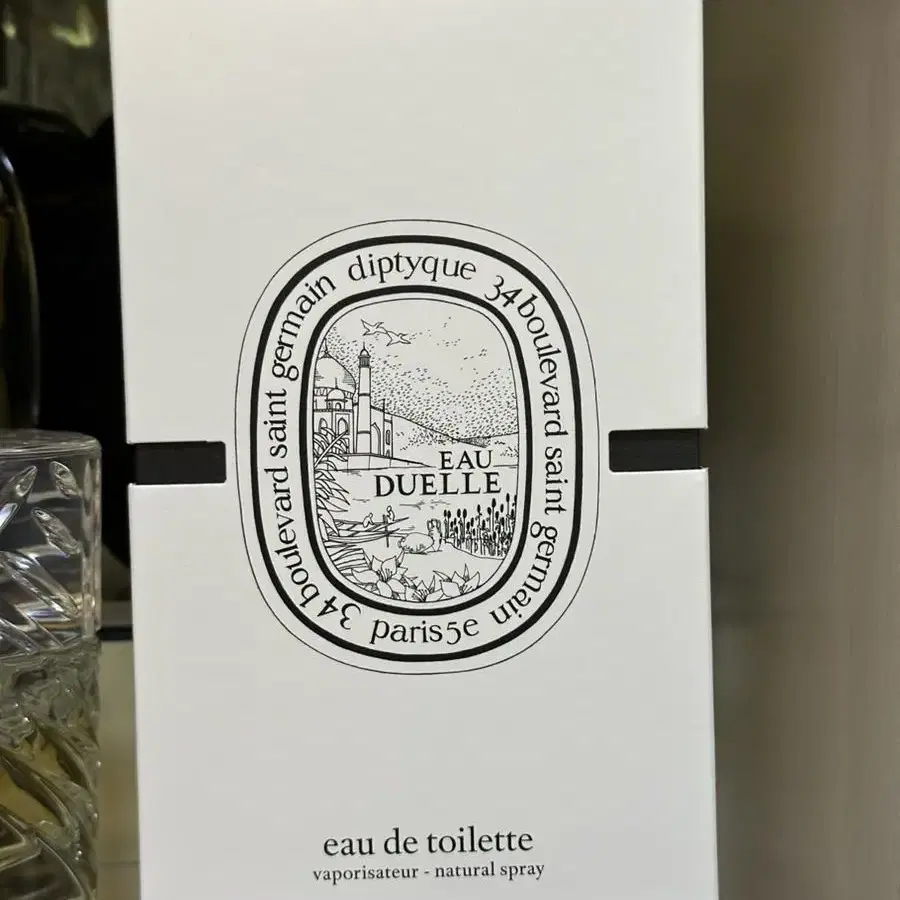 diptyque
34 boulevard saint germain
paris 5e
34 boulevard saint germain
EAU
DUELLE
eau de toilette
vaporisateur - natural spray